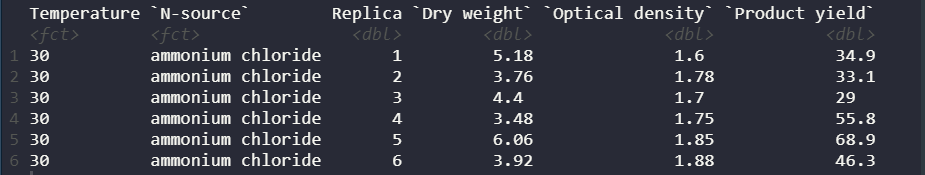 Temperature `N-source` Replica `Dry weight` `Optical density` `Product yield`
<fct> <fct> <dbl> <dbl> <dbl> <dbl>
1 30 ammonium chloride 1 5.18 1.6 34.9
2 30 ammonium chloride 2 3.76 1.78 33.1
3 30 ammonium chloride 3 4.4 1.7 29
4 30 ammonium chloride 4 3.48 1.75 55.8
5 30 ammonium chloride 5 6.06 1.85 68.9
6 30 ammonium chloride 6 3.92 1.88 46.3